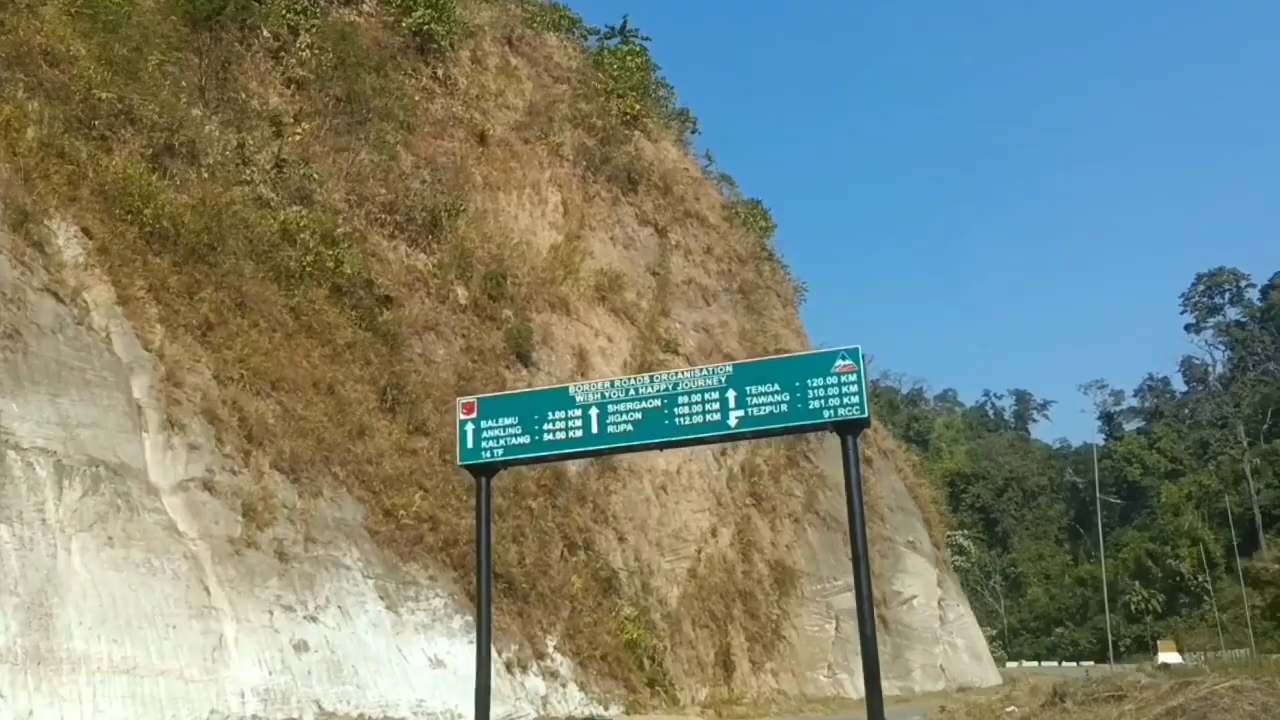 BORDER ROADS ORGANISATION
WISH YOU A HAPPY JOURNEY
BALEMU - 3.00 KM
ANKLING - 44.00 KM
KALKTANG - 54.00 KM
14 TF
SHERGAON - 89.00 KM
JIGAON - 108.00 KM
RUPA - 112.00 KM
TENGA - 120.00 KM
TAWANG - 310.00 KM
TEZPUR - 261.00 KM
91 RCC